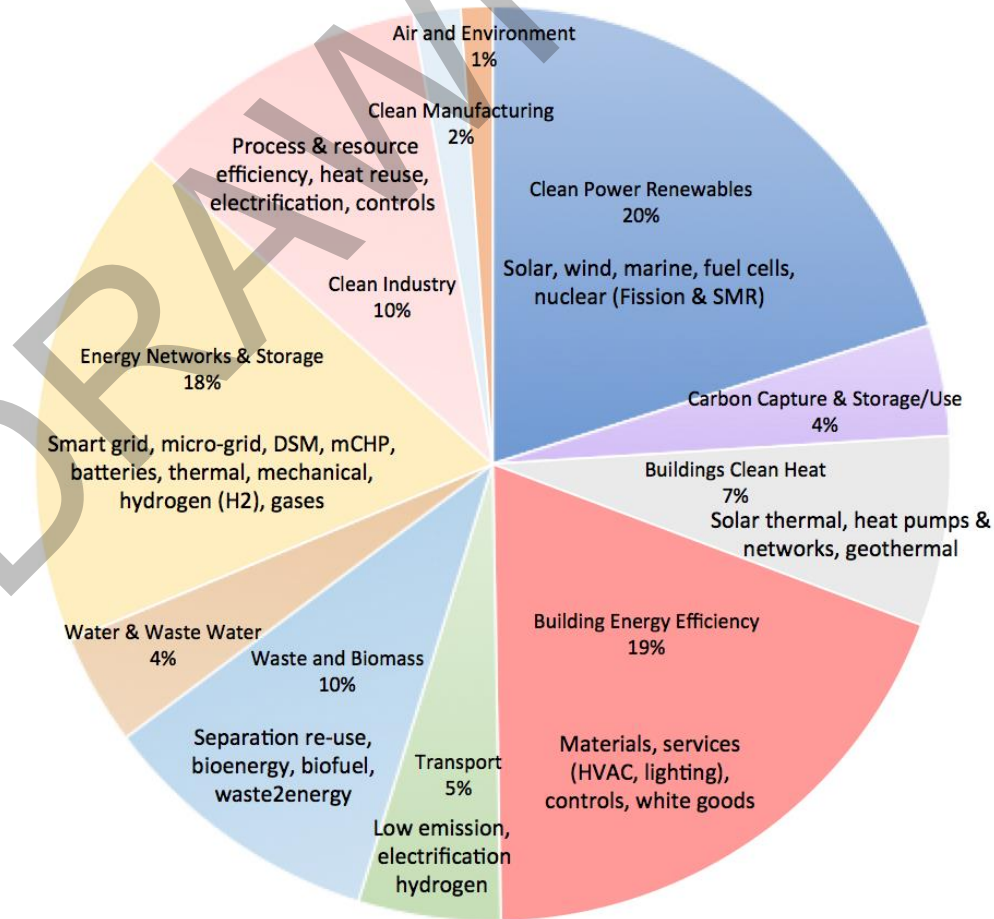 Air and Environment
1%
Clean Manufacturing
2%
Process & resource
efficiency, heat reuse,
electrification, controls
Clean Industry
10%
Clean Power Renewables
20%
Solar, wind, marine, fuel cells,
nuclear (Fission & SMR)
Energy Networks & Storage
18%
Smart grid, micro-grid, DSM, mCHP,
batteries, thermal, mechanical,
hydrogen (H2), gases
Carbon Capture & Storage/Use
4%
Buildings Clean Heat
7%
Solar thermal, heat pumps &
networks, geothermal
Building Energy Efficiency
19%
Materials, services
(HVAC, lighting),
controls, white goods
Water & Waste Water
4%
Waste and Biomass
10%
Separation re-use,
bioenergy, biofuel,
waste2energy
Transport
5%
Low emission,
electrification
hydrogen